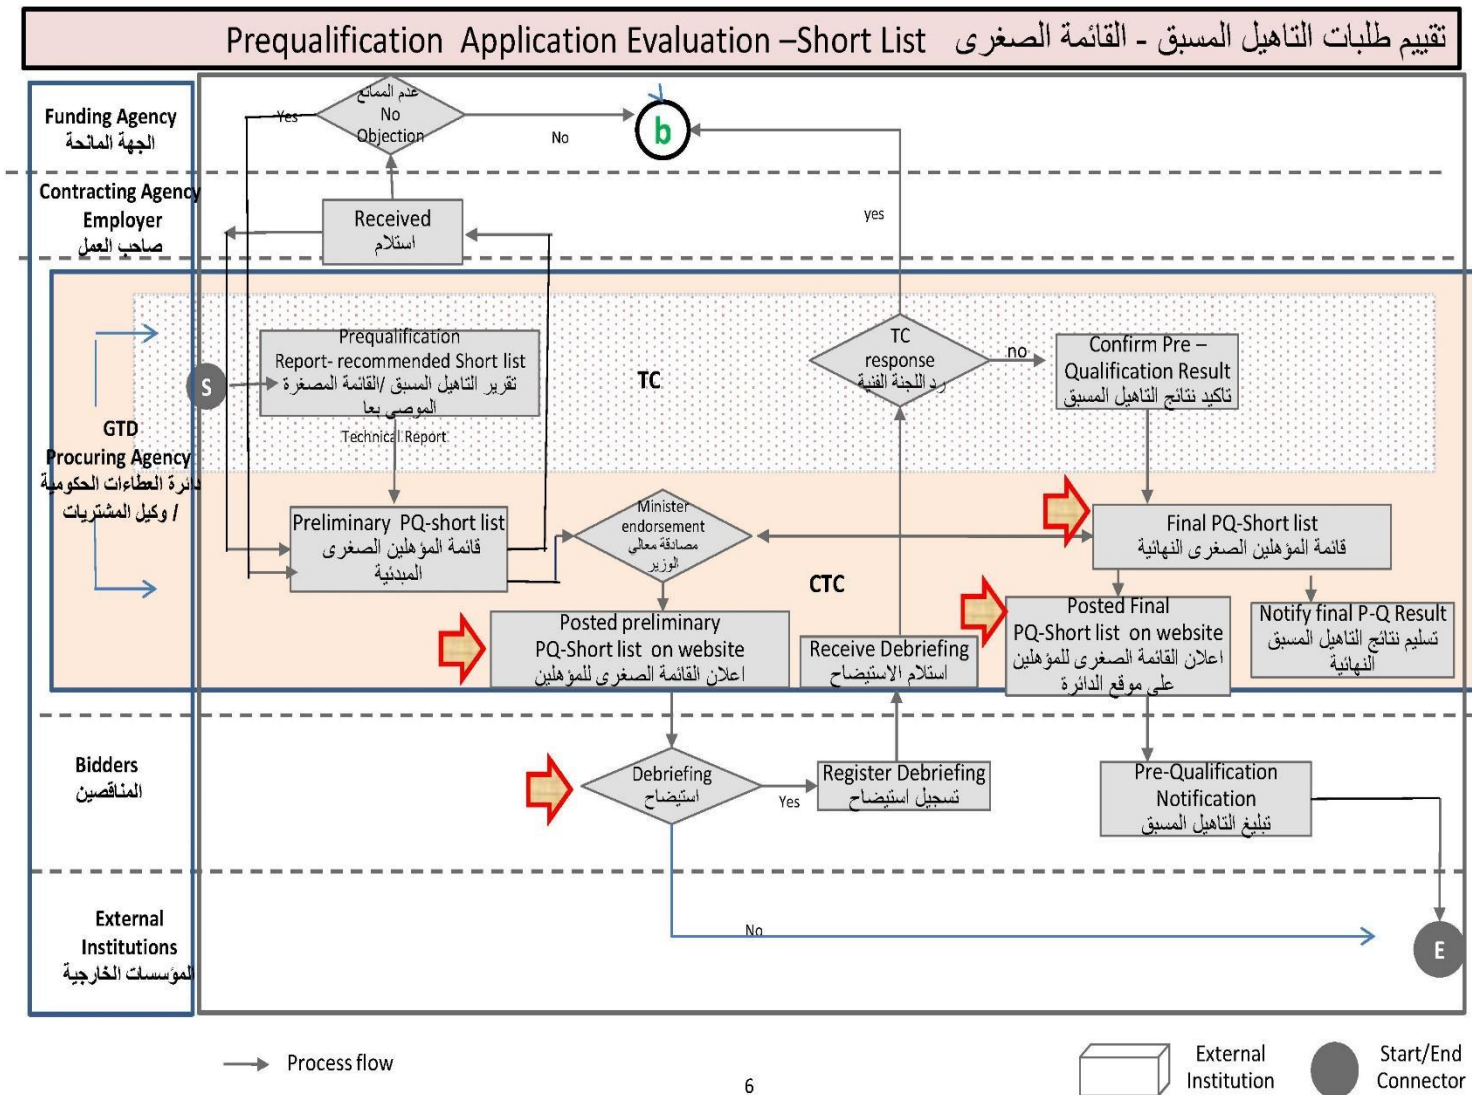 Prequalification Application Evaluation –Short List تقييم طلبات التاهيل المسبق - القائمة الصغرى
Funding Agency
الجهة المانحة
عدم الممانع
No
Objection
Yes
No
b
Contracting Agency
Employer
صاحب العمل
Received
استلام
yes
GTD
Procuring Agency
دائرة العطاءات الحكومية
/ وكيل المشتريات
S
Prequalification
Report- recommended Short list
تقرير التاهيل المسبق /القائمة المصغرة
الموصى بعا
Technical Report
TC
TC
response
رد اللجنة الفنية
no
Confirm Pre –
Qualification Result
تاكيد نتائج التاهيل المسبق
Preliminary PQ-short list
قائمة المؤهلين الصغرى
المبدئية
Minister
endorsement
مصادقة معالي
الوزير
Final PQ-Short list
قائمة المؤهلين الصغرى النهائية
CTC
Posted preliminary
PQ-Short list on website
اعلان القائمة الصغرى للمؤهلين
Receive Debriefing
استلام الاستيضاح
Posted Final
PQ-Short list on website
اعلان القائمة الصغرى للمؤهلين
على موقع الدائرة
Notify final P-Q Result
تسليم نتائج التاهيل المسبق
النهائية
Bidders
المناقصين
Debriefing
استيضاح
Yes
Register Debriefing
تسجيل استيضاح
Pre-Qualification
Notification
تبليغ التاهيل المسبق
External
Institutions
المؤسسات الخارجية
No
E
Process flow
6
External
Institution
Start/End
Connector